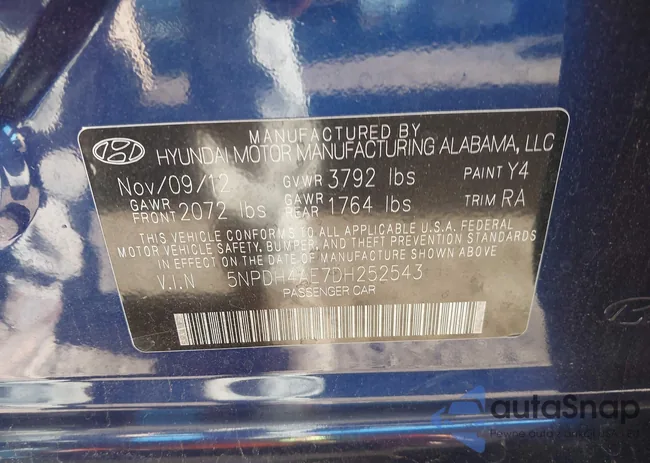 MANUFACTURED BY
HYUNDAI MOTOR MANUFACTURING ALABAMA, LLC
Nov/09/12 GVWR 3792 lbs PAINT Y4
GAWR FRONT 2072 lbs GAWR REAR 1764 lbs TRIM RA
THIS VEHICLE CONFORMS TO ALL APPLICABLE U.S.A. FEDERAL
MOTOR VEHICLE SAFETY, BUMPER, AND THEFT PREVENTION
STANDARDS IN EFFECT ON THE DATE OF MANUFACTURE SHOWN ABOVE.
V.I.N 5NPDH4AE7DH252543
PASSENGER CAR
autaSnap